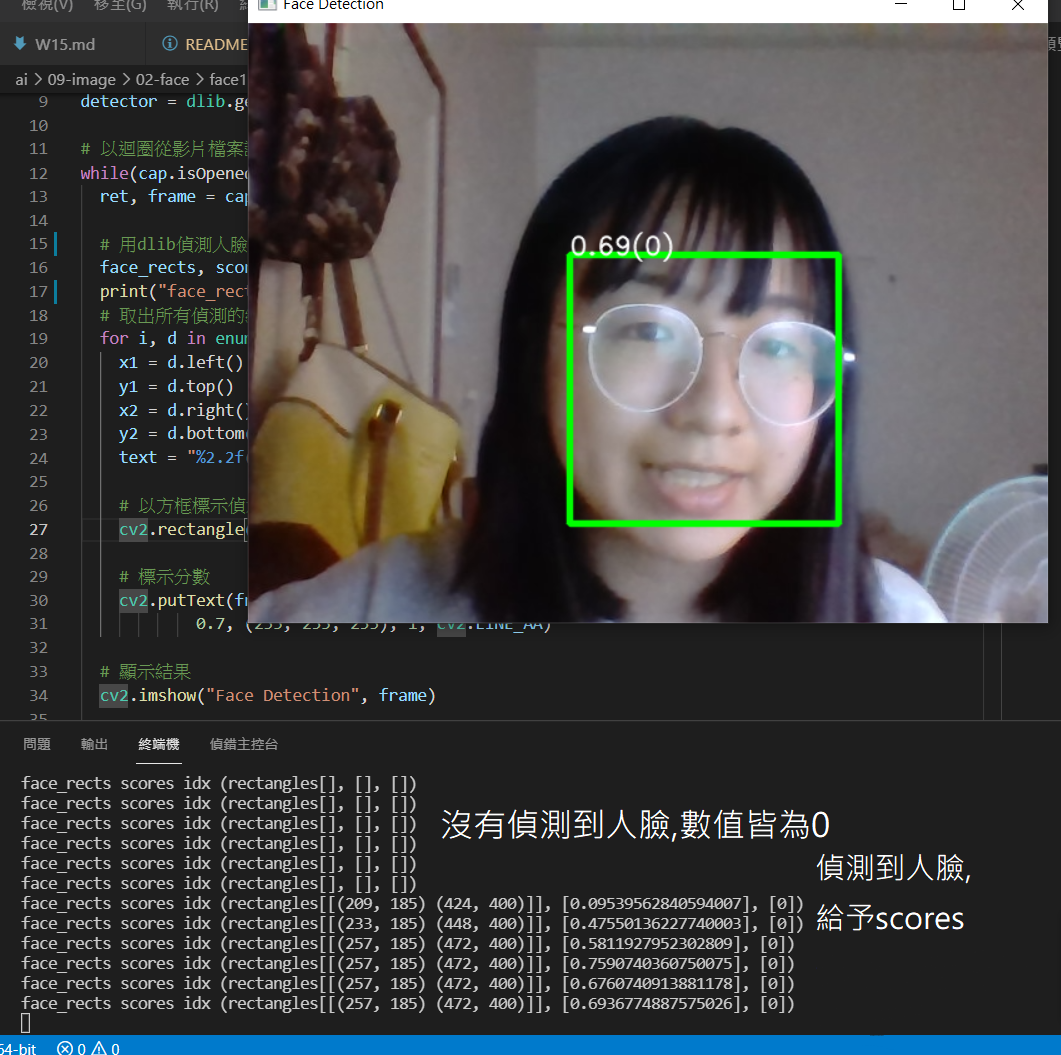 檢視(V) 移至(G) 執行(R)
Face Detection
W15.md
README
ai > 09-image > 02-face > face1
9 detector = dlib.ge
10
11 # 以迴圈從影片檔案
12 while(cap.isOpene
13 ret, frame = cap
14
15 # 用dlib偵測人臉
16 face_rects, scor
17 print("face_rect
18 # 取出所有偵測的
19 for i, d in enum
20 x1 = d.left()
21 y1 = d.top()
22 x2 = d.right()
23 y2 = d.bottom(
24 text = "%2.2f(
25
26 # 以方框標示偵
27 cv2.rectangle(
28
29 # 標示分數
30 cv2.putText(fr
31 0.7, (255, 255, 255), 1, cv2.LINE_AA)
32
33 # 顯示結果
34 cv2.imshow("Face Detection", frame)
35
0.69(0)
問題 輸出 終端機 偵錯主控台
face_rects scores idx (rectangles[], [], [])
face_rects scores idx (rectangles[], [], [])
face_rects scores idx (rectangles[], [], [])
face_rects scores idx (rectangles[], [], [])
face_rects scores idx (rectangles[], [], [])
face_rects scores idx (rectangles[], [], [])
沒有偵測到人臉,數值皆為0
face_rects scores idx (rectangles[[(209, 185) (424, 400)]], [0.09539562840594007], [0])
face_rects scores idx (rectangles[[(233, 185) (448, 400)]], [0.47550136227740003], [0])
face_rects scores idx (rectangles[[(257, 185) (472, 400)]], [0.5811927952302809], [0])
face_rects scores idx (rectangles[[(257, 185) (472, 400)]], [0.7590740360750075], [0])
face_rects scores idx (rectangles[[(257, 185) (472, 400)]], [0.6760740913881178], [0])
face_rects scores idx (rectangles[[(257, 185) (472, 400)]], [0.6936774887575026], [0])
偵測到人臉,
給予scores
64-bit 0 0